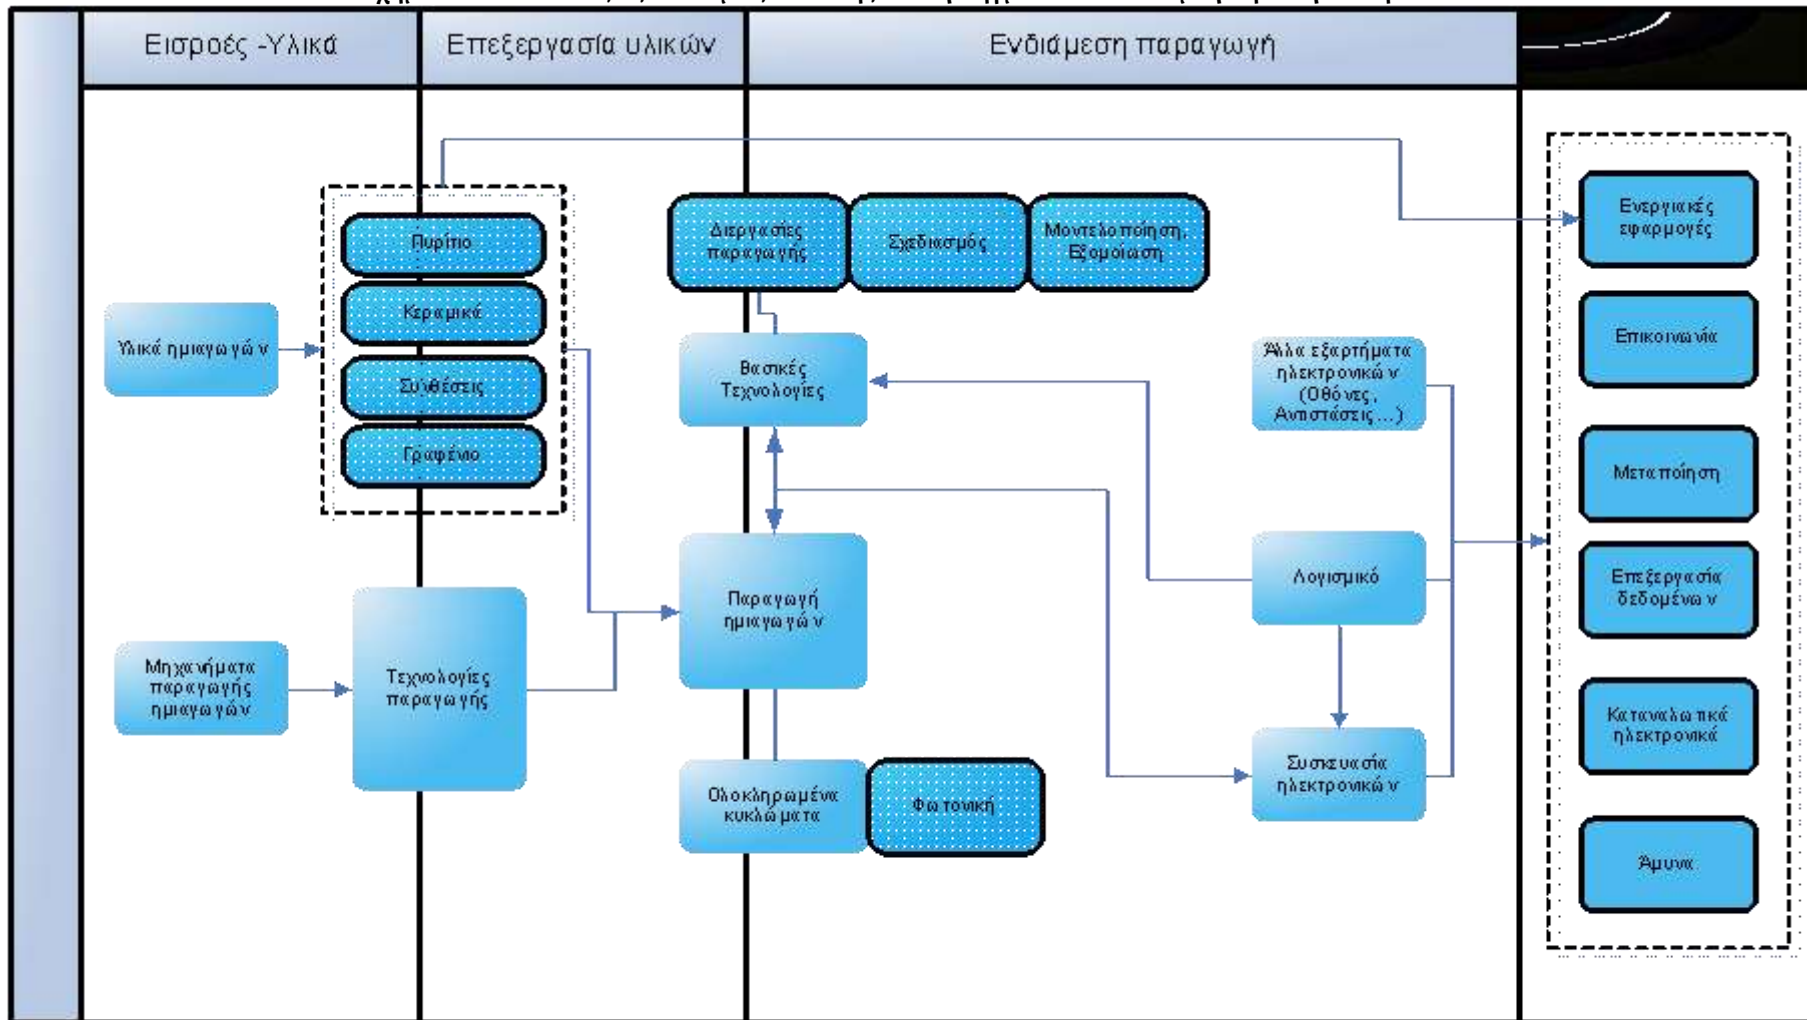 Εισροές -Υλικά
Επεξεργασία υλικών
Ενδιάμεση παραγωγή
Πυρίτιο
Κεραμικά
Συνθέσεις
Γραφένιο
Υλικά ημιαγωγών
Μηχανήματα
παραγωγής
ημιαγωγών
Τεχνολογίες
παραγωγής
Διεργασίες
παραγωγής
Σχεδιασμός
Μοντελοποίηση,
Εξομοίωση
Βασικές
Τεχνολογίες
Παραγωγή
ημιαγωγών
Ολοκληρωμένα
κυκλώματα
Φωτονική
Άλλα εξαρτήματα
ηλεκτρονικών
(Οθόνες,
Αντιστάσεις...)
Λογισμικό
Συσκευασία
ηλεκτρονικών
Ενεργιακές
εφαρμογές
Επικοινωνία
Μεταποίηση
Επεξεργασία
δεδομένων
Καταναλωτικά
ηλεκτρονικά
Άμυνα